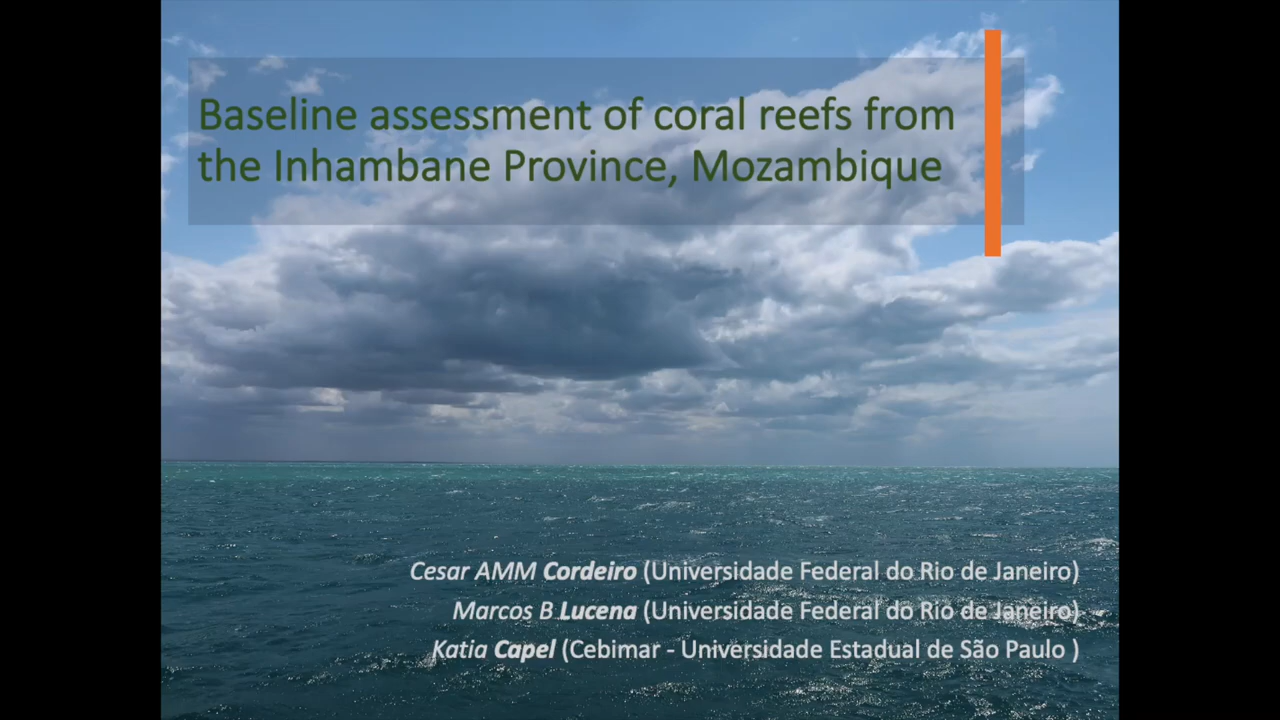 Baseline assessment of coral reefs from
the Inhambane Province, Mozambique
Cesar AMM Cordeiro (Universidade Federal do Rio de Janeiro)
Marcos B Lucena (Universidade Federal do Rio de Janeiro)
Katia Capel (Cebimar - Universidade Estadual de São Paulo )